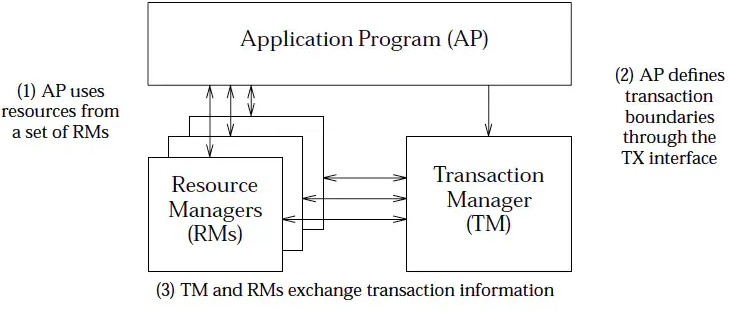 Application Program (AP)
(1) AP uses
resources from
a set of RMs
(2) AP defines
transaction
boundaries
through the
TX interface
Resource
Managers
(RMs)
Transaction
Manager
(TM)
(3) TM and RMs exchange transaction information